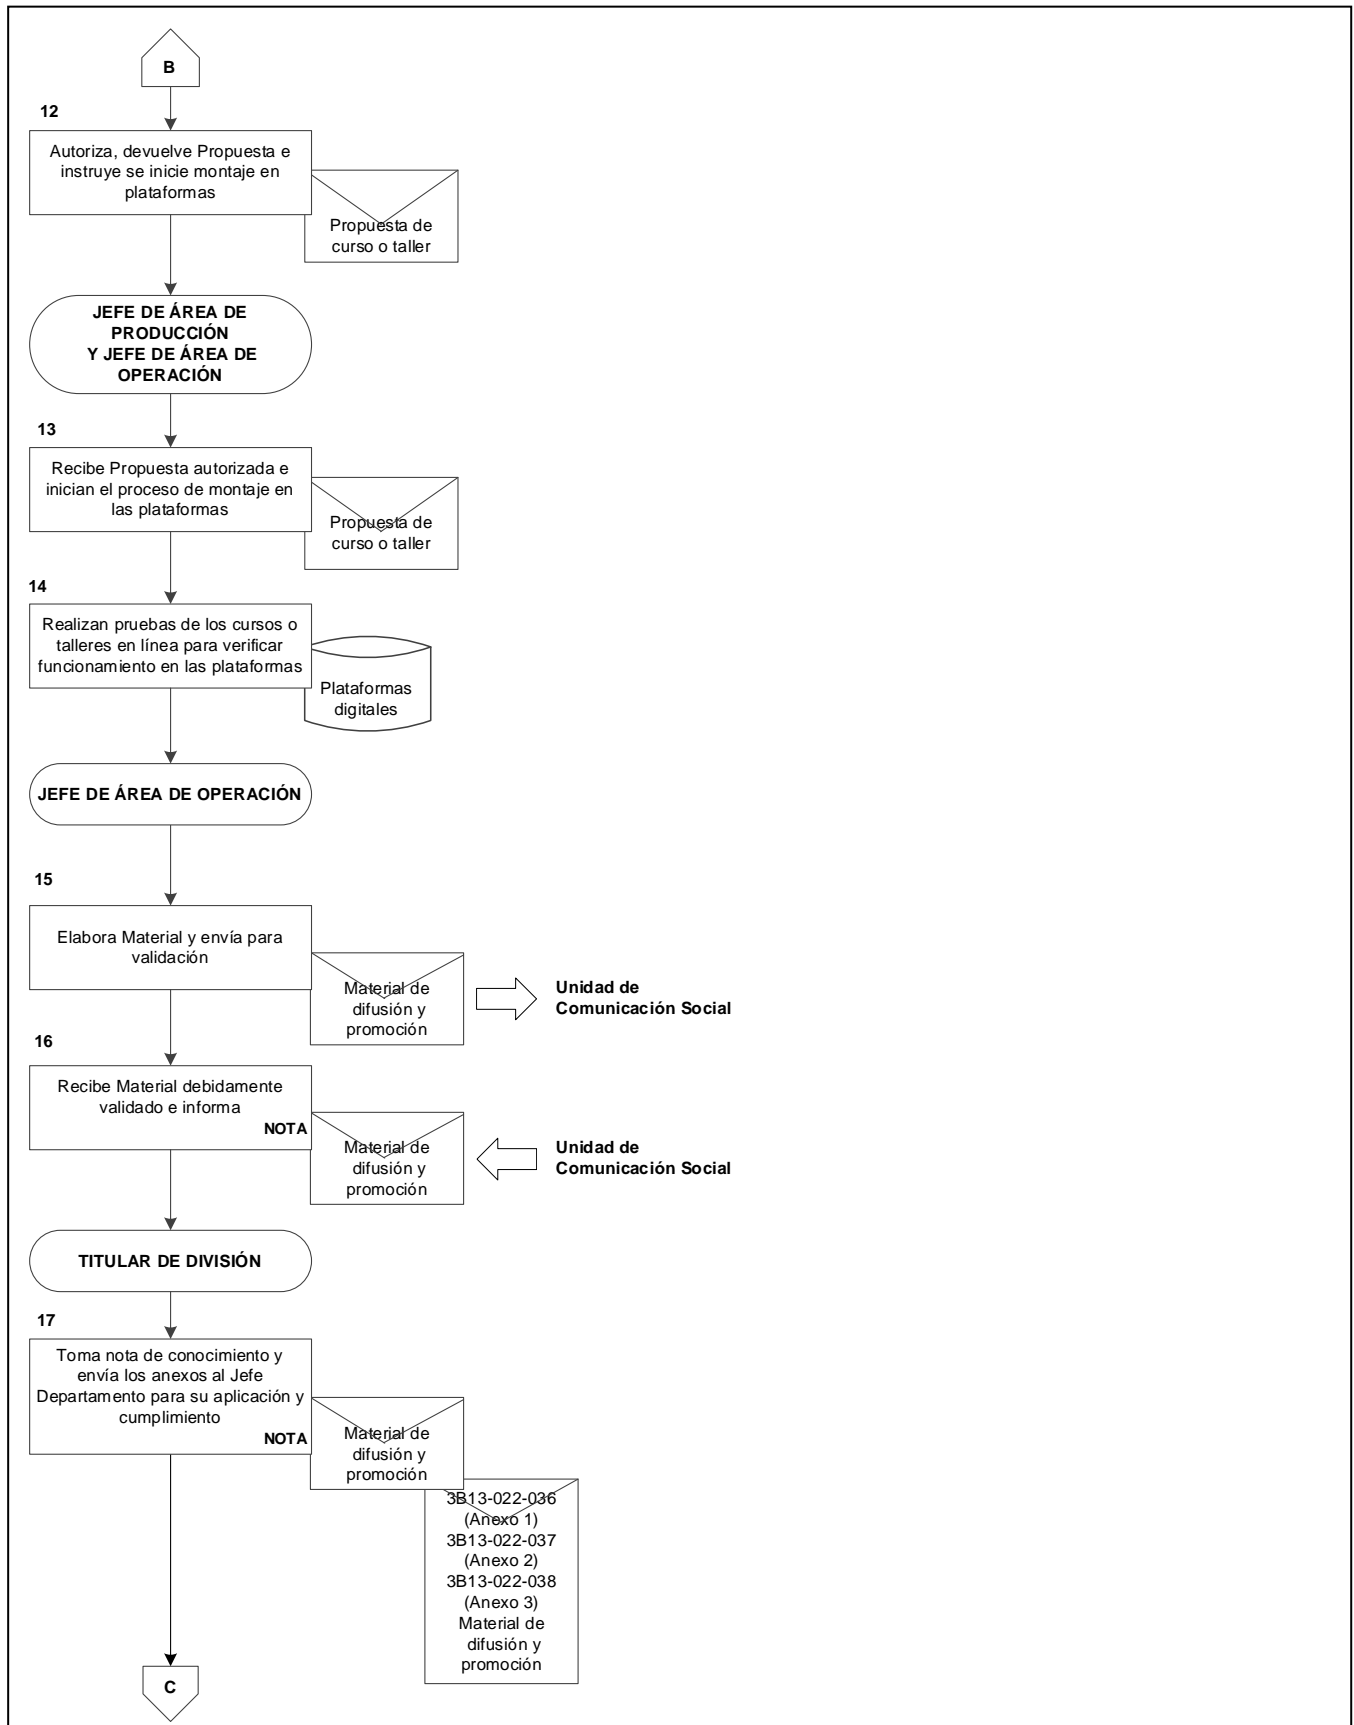 B
12
Autoriza, devuelve Propuesta e
instruye se inicie montaje en
plataformas
Propuesta de
curso o taller
JEFE DE ÁREA DE
PRODUCCIÓN
Y JEFE DE ÁREA DE
OPERACIÓN
13
Recibe Propuesta autorizada e
inician el proceso de montaje en
las plataformas
Propuesta de
curso o taller
14
Realizan pruebas de los cursos o
talleres en línea para verificar
funcionamiento en las plataformas
Plataformas
digitales
JEFE DE ÁREA DE OPERACIÓN
15
Elabora Material y envía para
validación
Material de
difusión y
promoción
Unidad de
Comunicación Social
16
Recibe Material debidamente
validado e informa
NOTA
Material de
difusión y
promoción
Unidad de
Comunicación Social
TITULAR DE DIVISIÓN
17
Toma nota de conocimiento y
envía los anexos al Jefe
Departamento para su aplicación y
cumplimiento
NOTA
Material de
difusión y
promoción
3B13-022-036
(Anexo 1)
3B13-022-037
(Anexo 2)
3B13-022-038
(Anexo 3)
Material de
difusión y
promoción
C